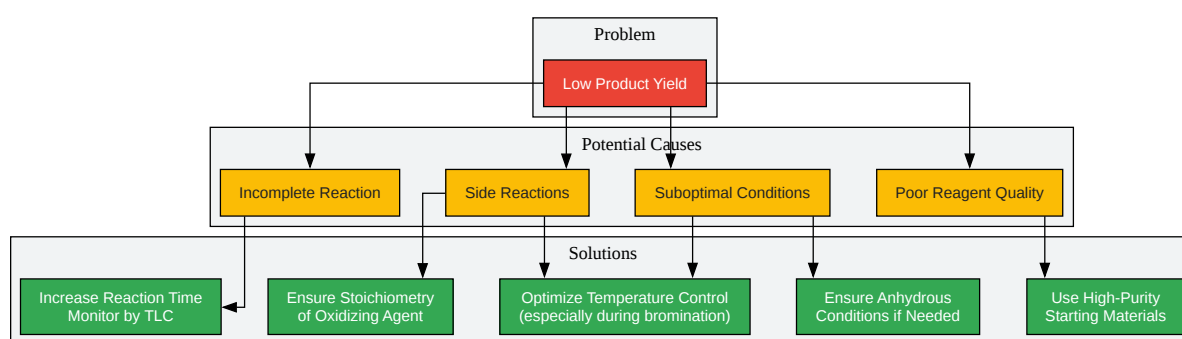 Problem
Low Product Yield
Potential Causes
Incomplete Reaction
Side Reactions
Suboptimal Conditions
Poor Reagent Quality
Solutions
Increase Reaction Time
Monitor by TLC
Ensure Stoichiometry
of Oxidizing Agent
Optimize Temperature Control
(especially during bromination)
Ensure Anhydrous
Conditions if Needed
Use High-Purity
Starting Materials